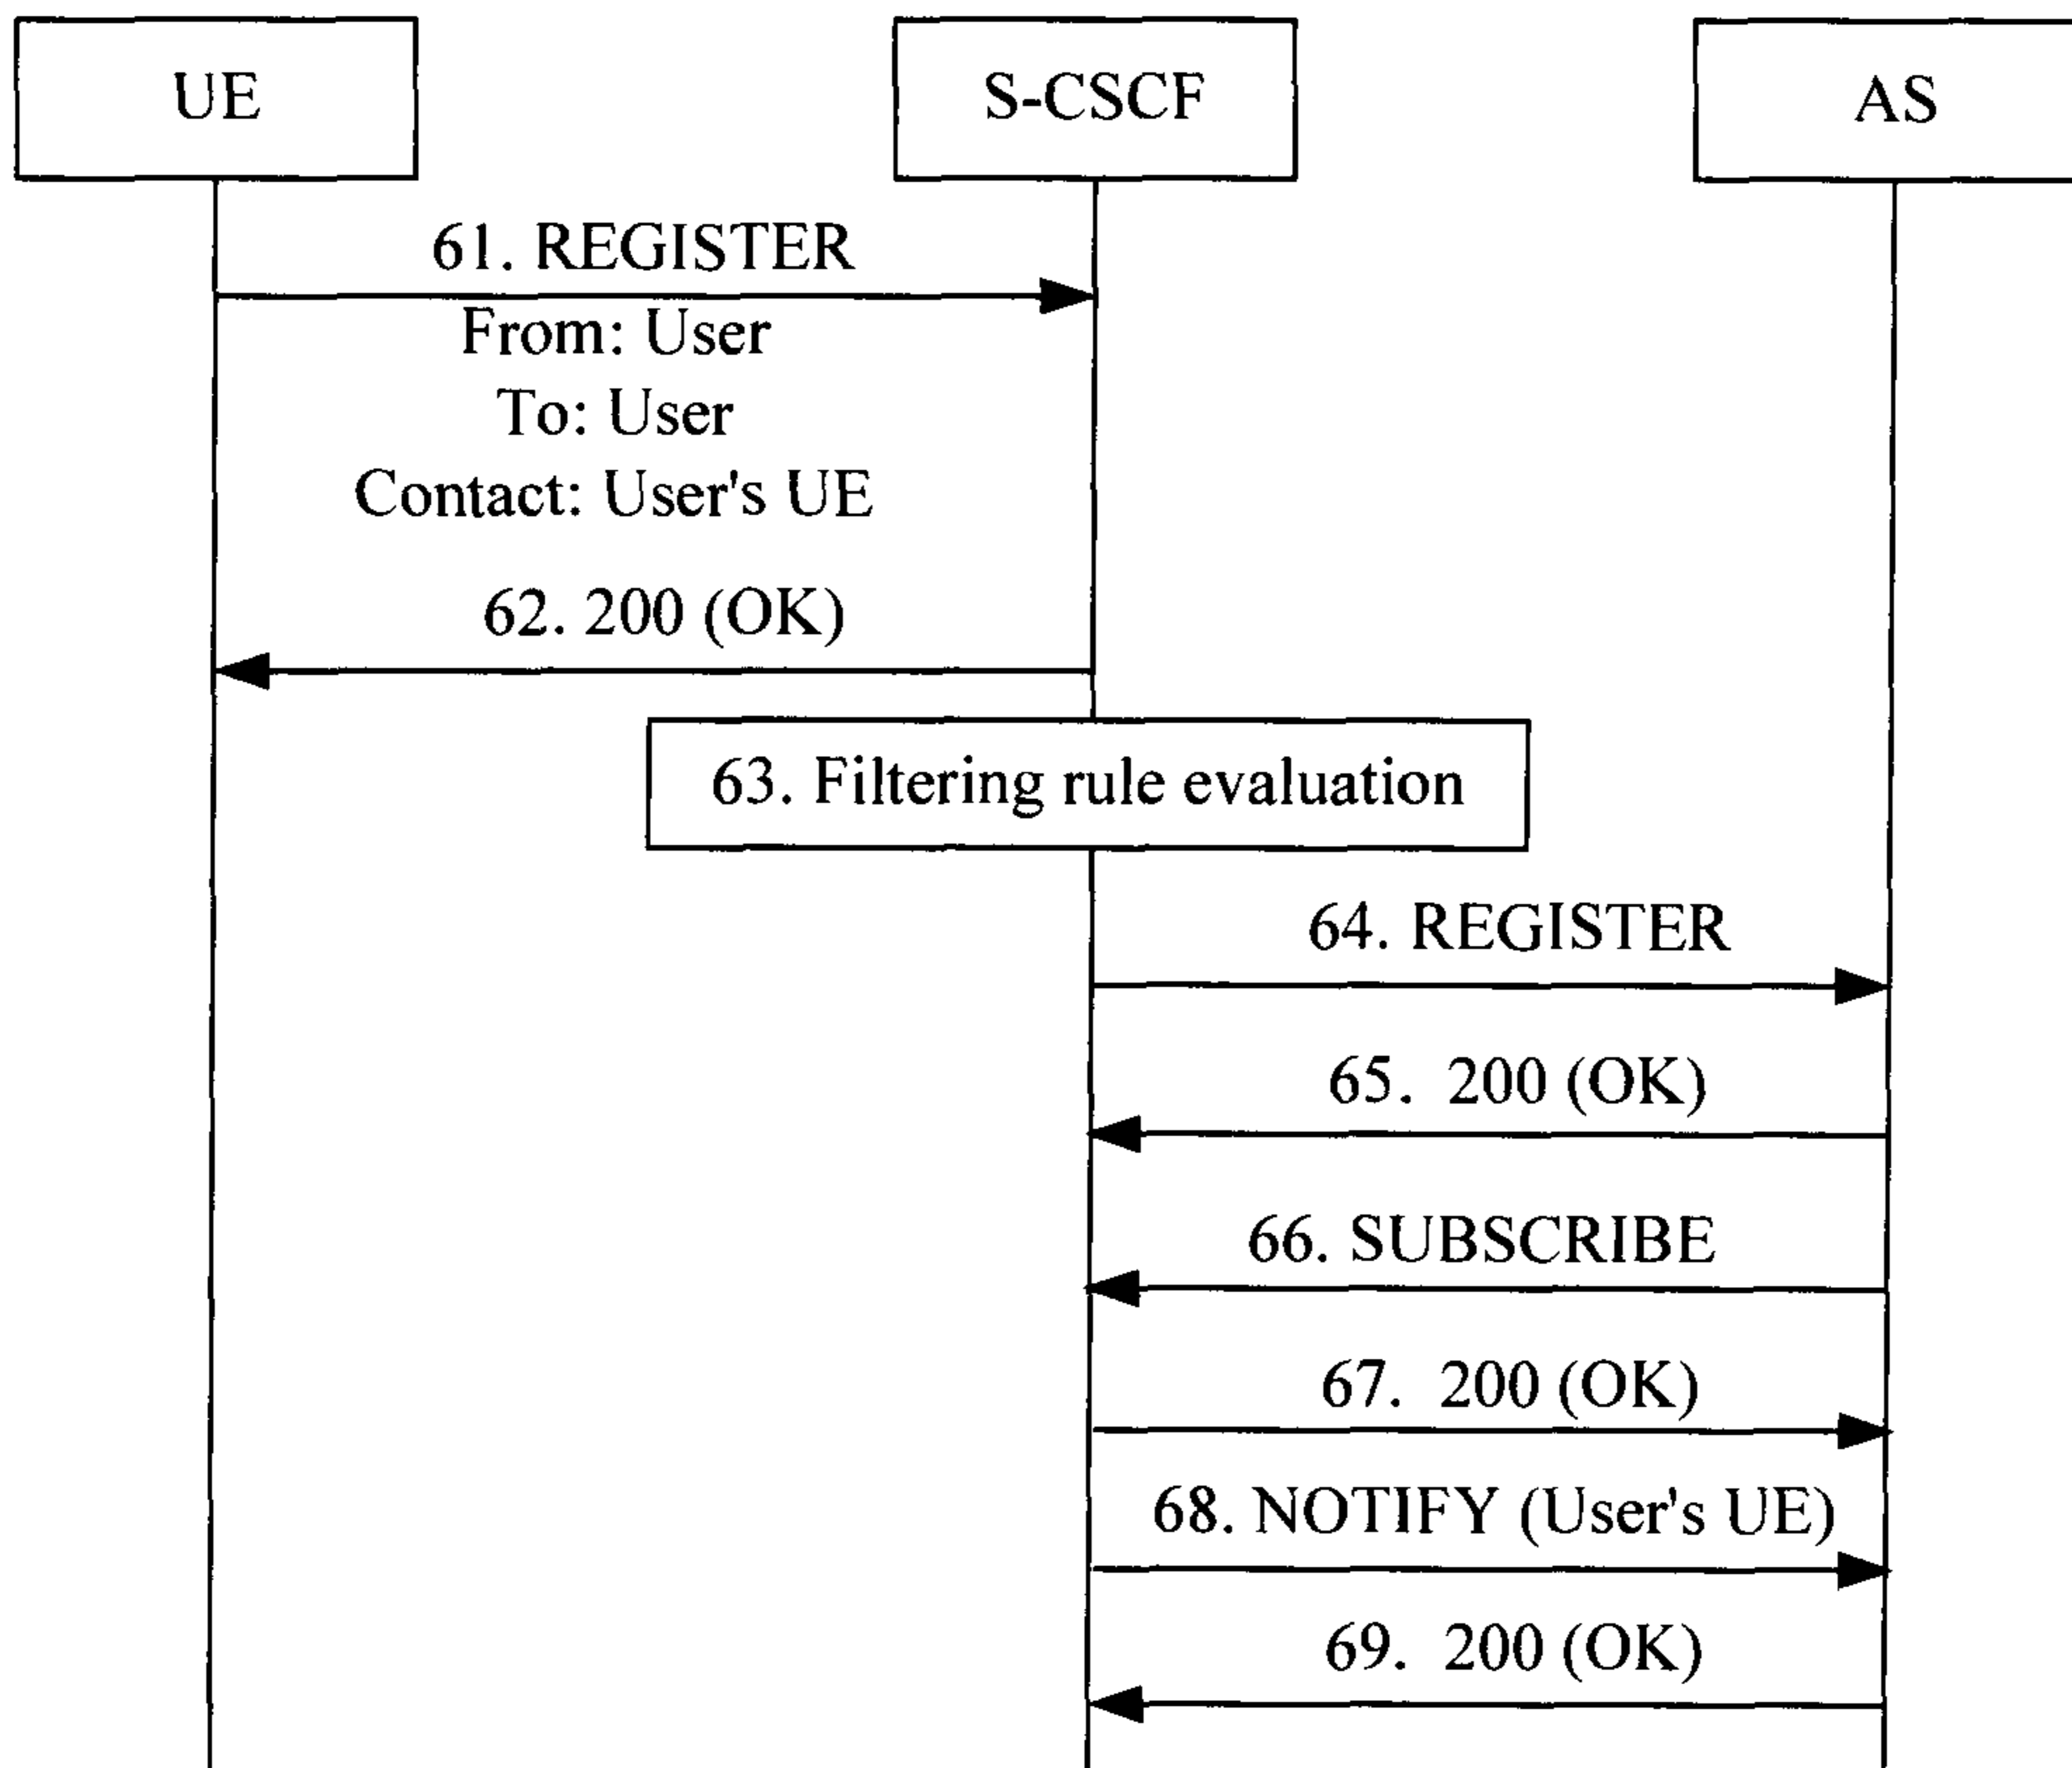 UE
S-CSCF
AS
61. REGISTER
From: User
To: User
Contact: User's UE
62. 200 (OK)
63. Filtering rule evaluation
64. REGISTER
65. 200 (OK)
66. SUBSCRIBE
67. 200 (OK)
68. NOTIFY (User's UE)
69. 200 (OK)